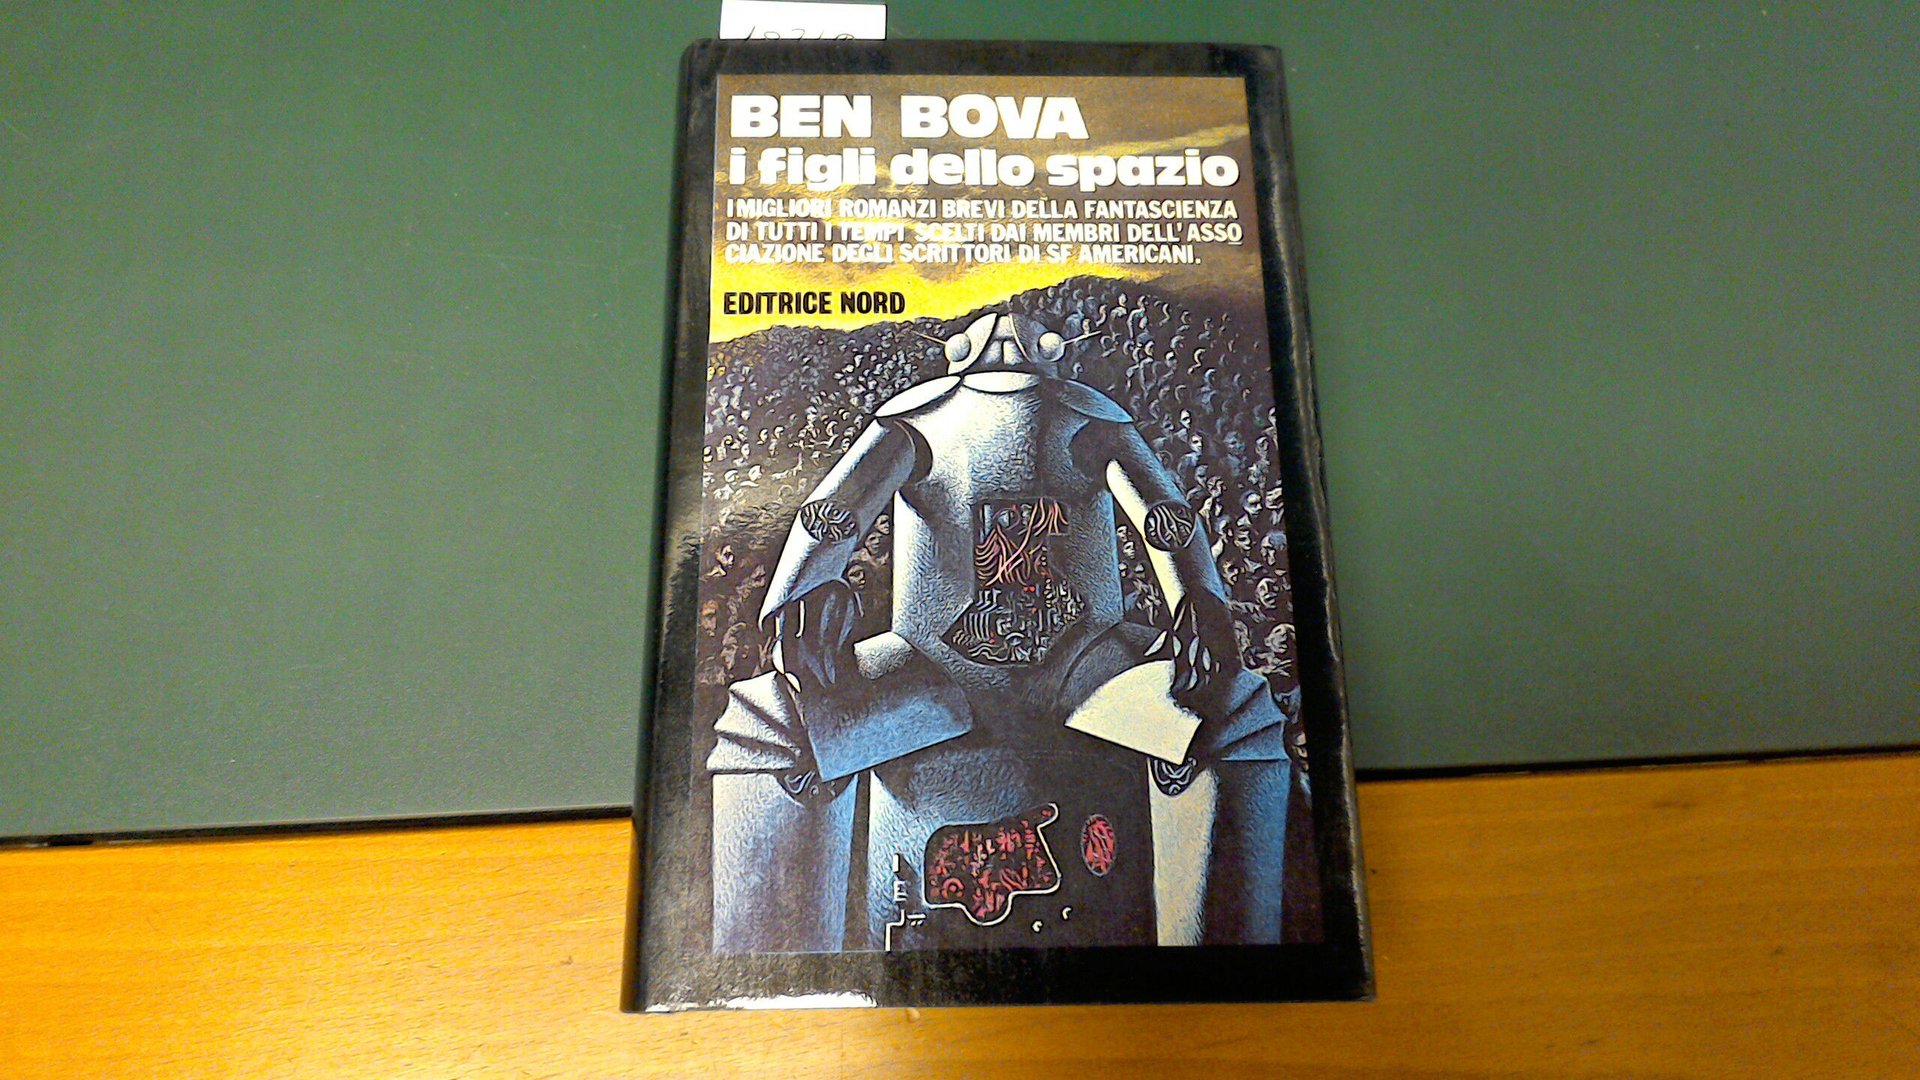 BEN BOVA
i figli dello spazio
I MIGLIORI ROMANZI BREVI DELLA FANTASCIENZA
DI TUTTI I TEMPI SCELTI DAI MEMBRI DELL'ASSO
CIAZIONE DEGLI SCRITTORI DI SF AMERICANI.
EDITRICE NORD